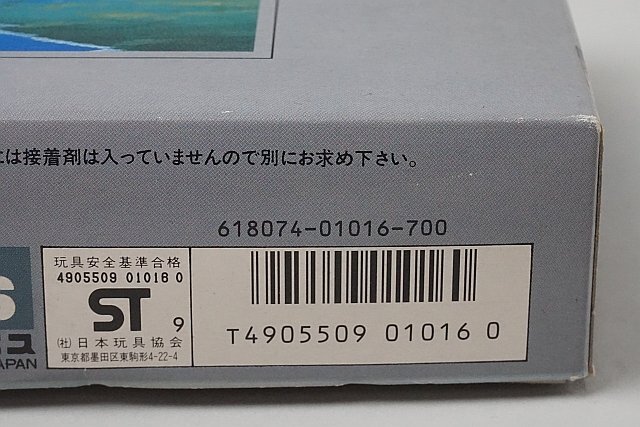 には接着剤は入っていませんので別にお求め下さい。
618074-01016-700
玩具安全基準合格
4905509 01016 0
ST 9
(社)日本玩具協会
東京都墨田区東駒形4-22-4
T4905509 01016 0
S
ュ
JAPAN